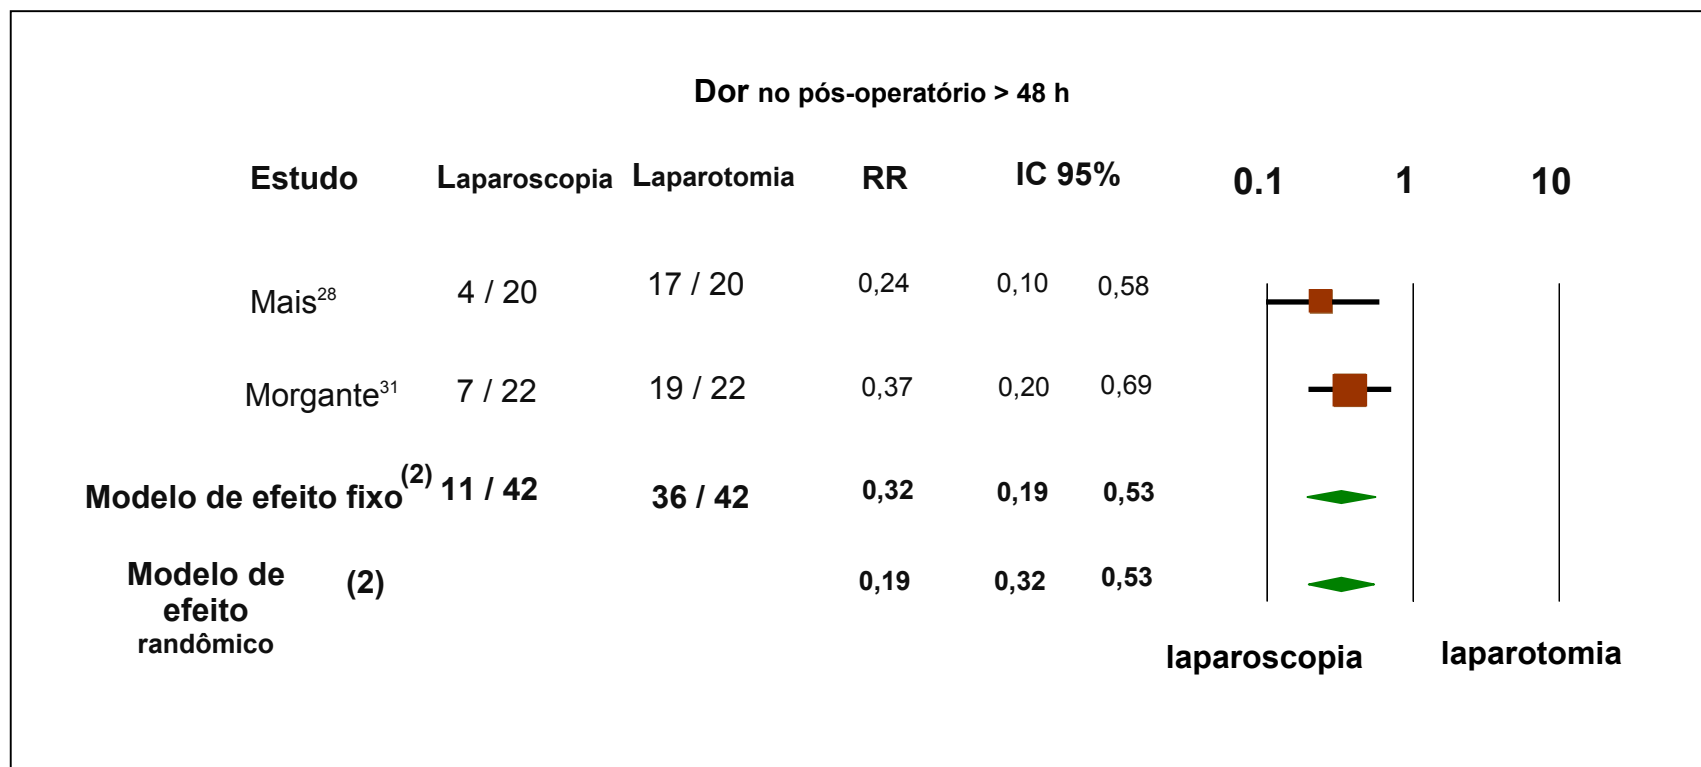 Dor no pós-operatório > 48 h
Estudo Laparoscopia Laparotomia RR IC 95% 0.1 1 10
Mais28 4 / 20 17 / 20 0,24 0,10 0,58
Morgante31 7 / 22 19 / 22 0,37 0,20 0,69
Modelo de efeito fixo(2) 11 / 42 36 / 42 0,32 0,19 0,53
Modelo de (2) 0,19 0,32 0,53
efeito
randômico
laparoscopia laparotomia